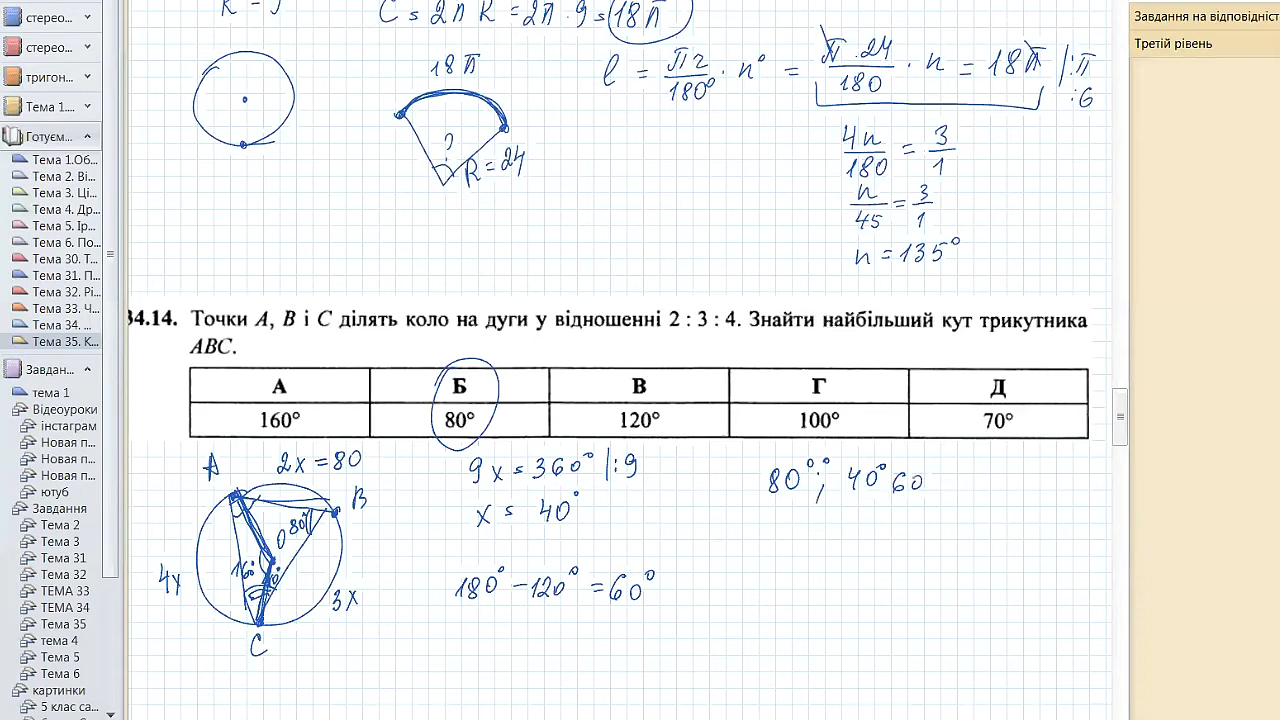 C = 2π R = 2π · 9 = 18π
18 π
l = πr/180° · n° = π · 24/180 · n = 18π |:π
:6
?
R = 24
4n/180 = 3/1
n/45 = 3/1
n = 135°
34.14. Точки A, B і C ділять коло на дуги у відношенні 2 : 3 : 4. Знайти найбільший кут трикутника
ABC.
А Б В Г Д
160° 80° 120° 100° 70°
A 2x = 80
9x = 360° |:9
80°; 40° 60
B
x = 40°
O 80°
160°
4x
3x
180° − 120° = 60°
C
стерео...
стерео...
тригон...
Тема 1...
Готуєм...
Тема 1.Об...
Тема 2. Ві...
Тема 3. Ці...
Тема 4. Др...
Тема 5. Ір...
Тема 6. По...
Тема 30. Т...
Тема 31. П...
Тема 32. Рі...
Тема 33. Ч...
Тема 34. ...
Тема 35. К...
Завдан...
тема 1
Відеоуроки
інстаграм
Новая п...
Новая п...
Новая п...
ютуб
Завдання
Тема 2
Тема 3
Тема 31
Тема 32
ТЕМА 33
ТЕМА 34
Тема 35
тема 4
Тема 5
Тема 6
картинки
5 клас са...
Завдання на відповідніст
Третій рівень